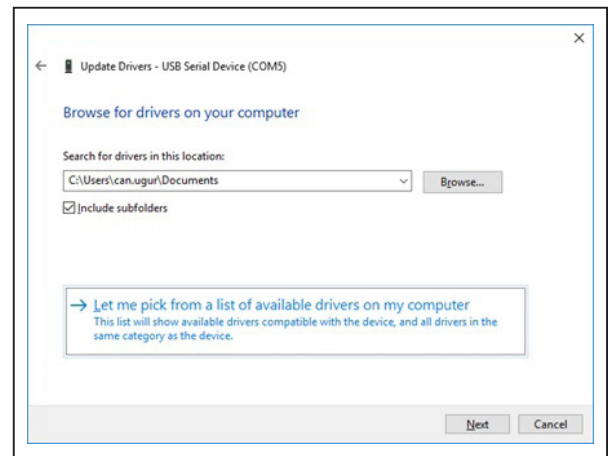 Update Drivers - USB Serial Device (COM5)
Browse for drivers on your computer
Search for drivers in this location:
C:\Users\can.ugur\Documents
Browse...
Include subfolders
Let me pick from a list of available drivers on my computer
This list will show available drivers compatible with the device, and all drivers in the
same category as the device.
Next
Cancel